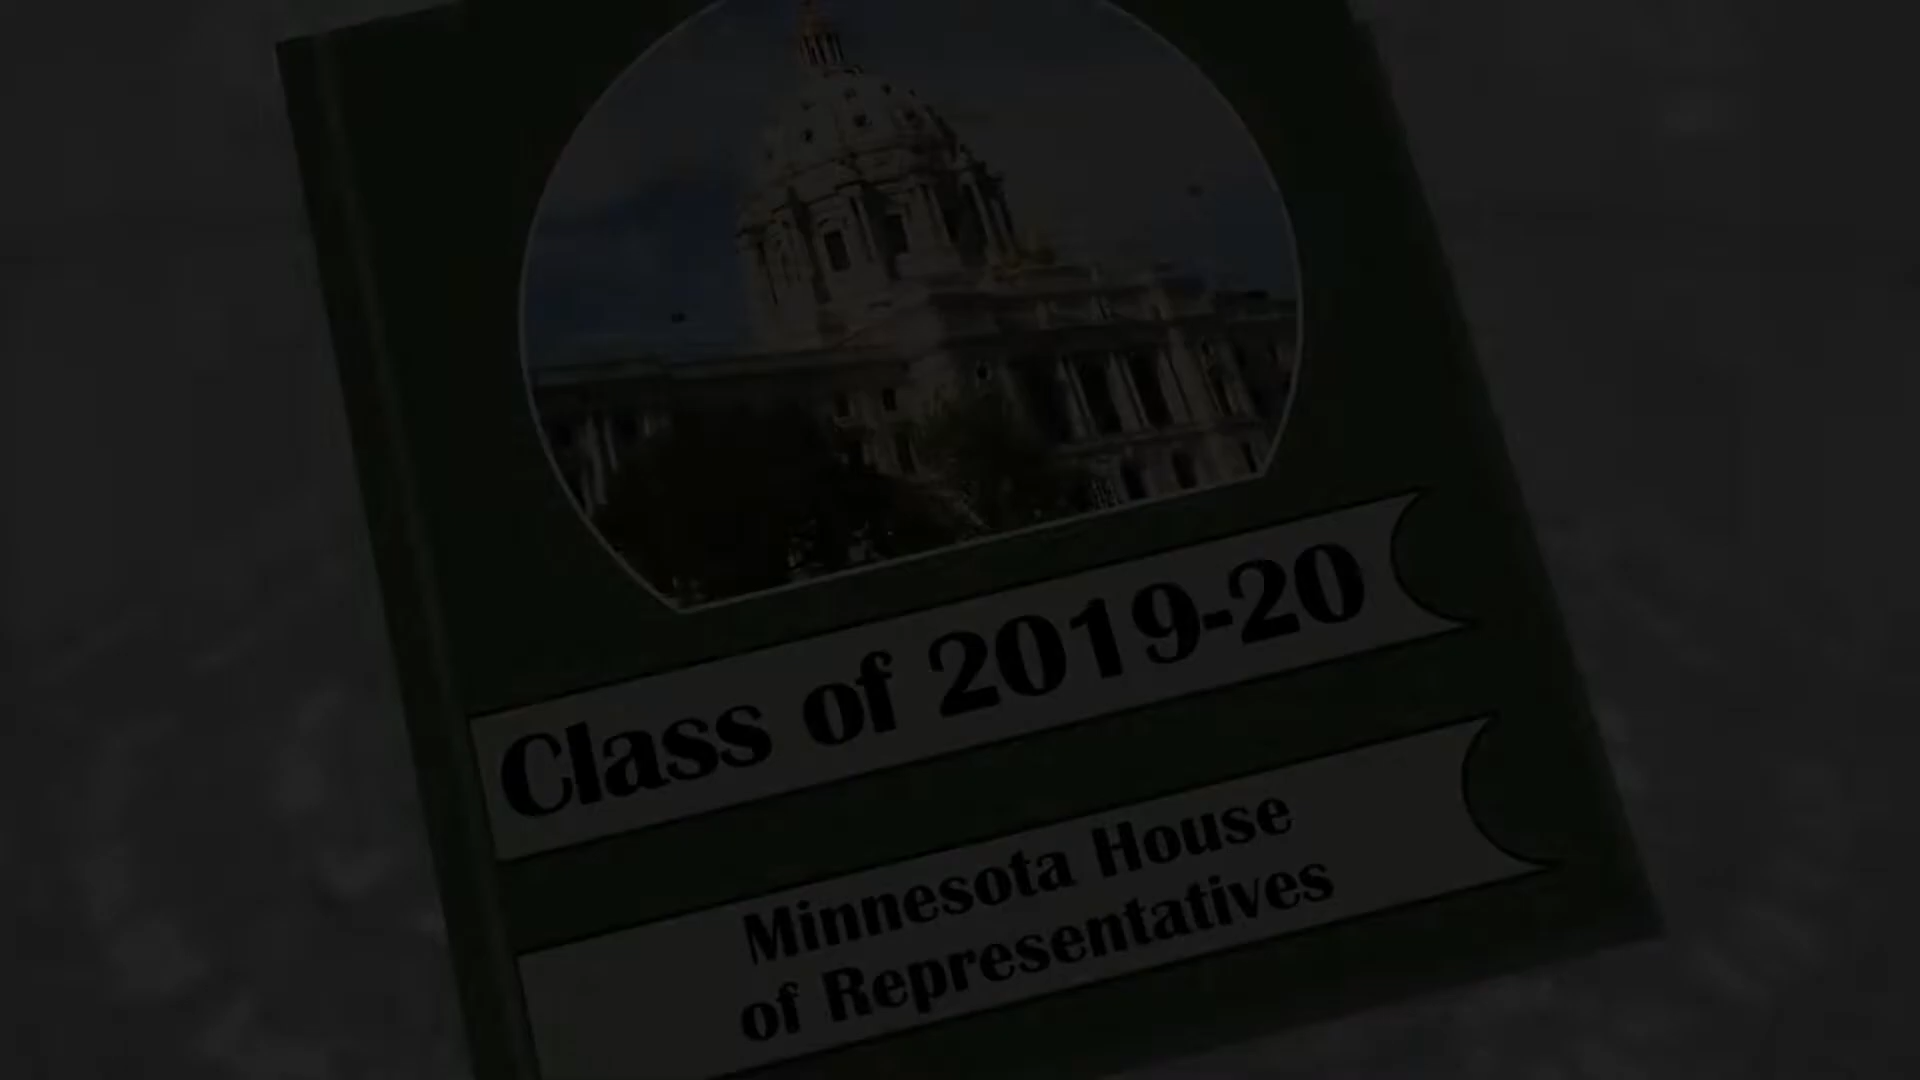 Class of 2019-20
Minnesota House
of Representatives